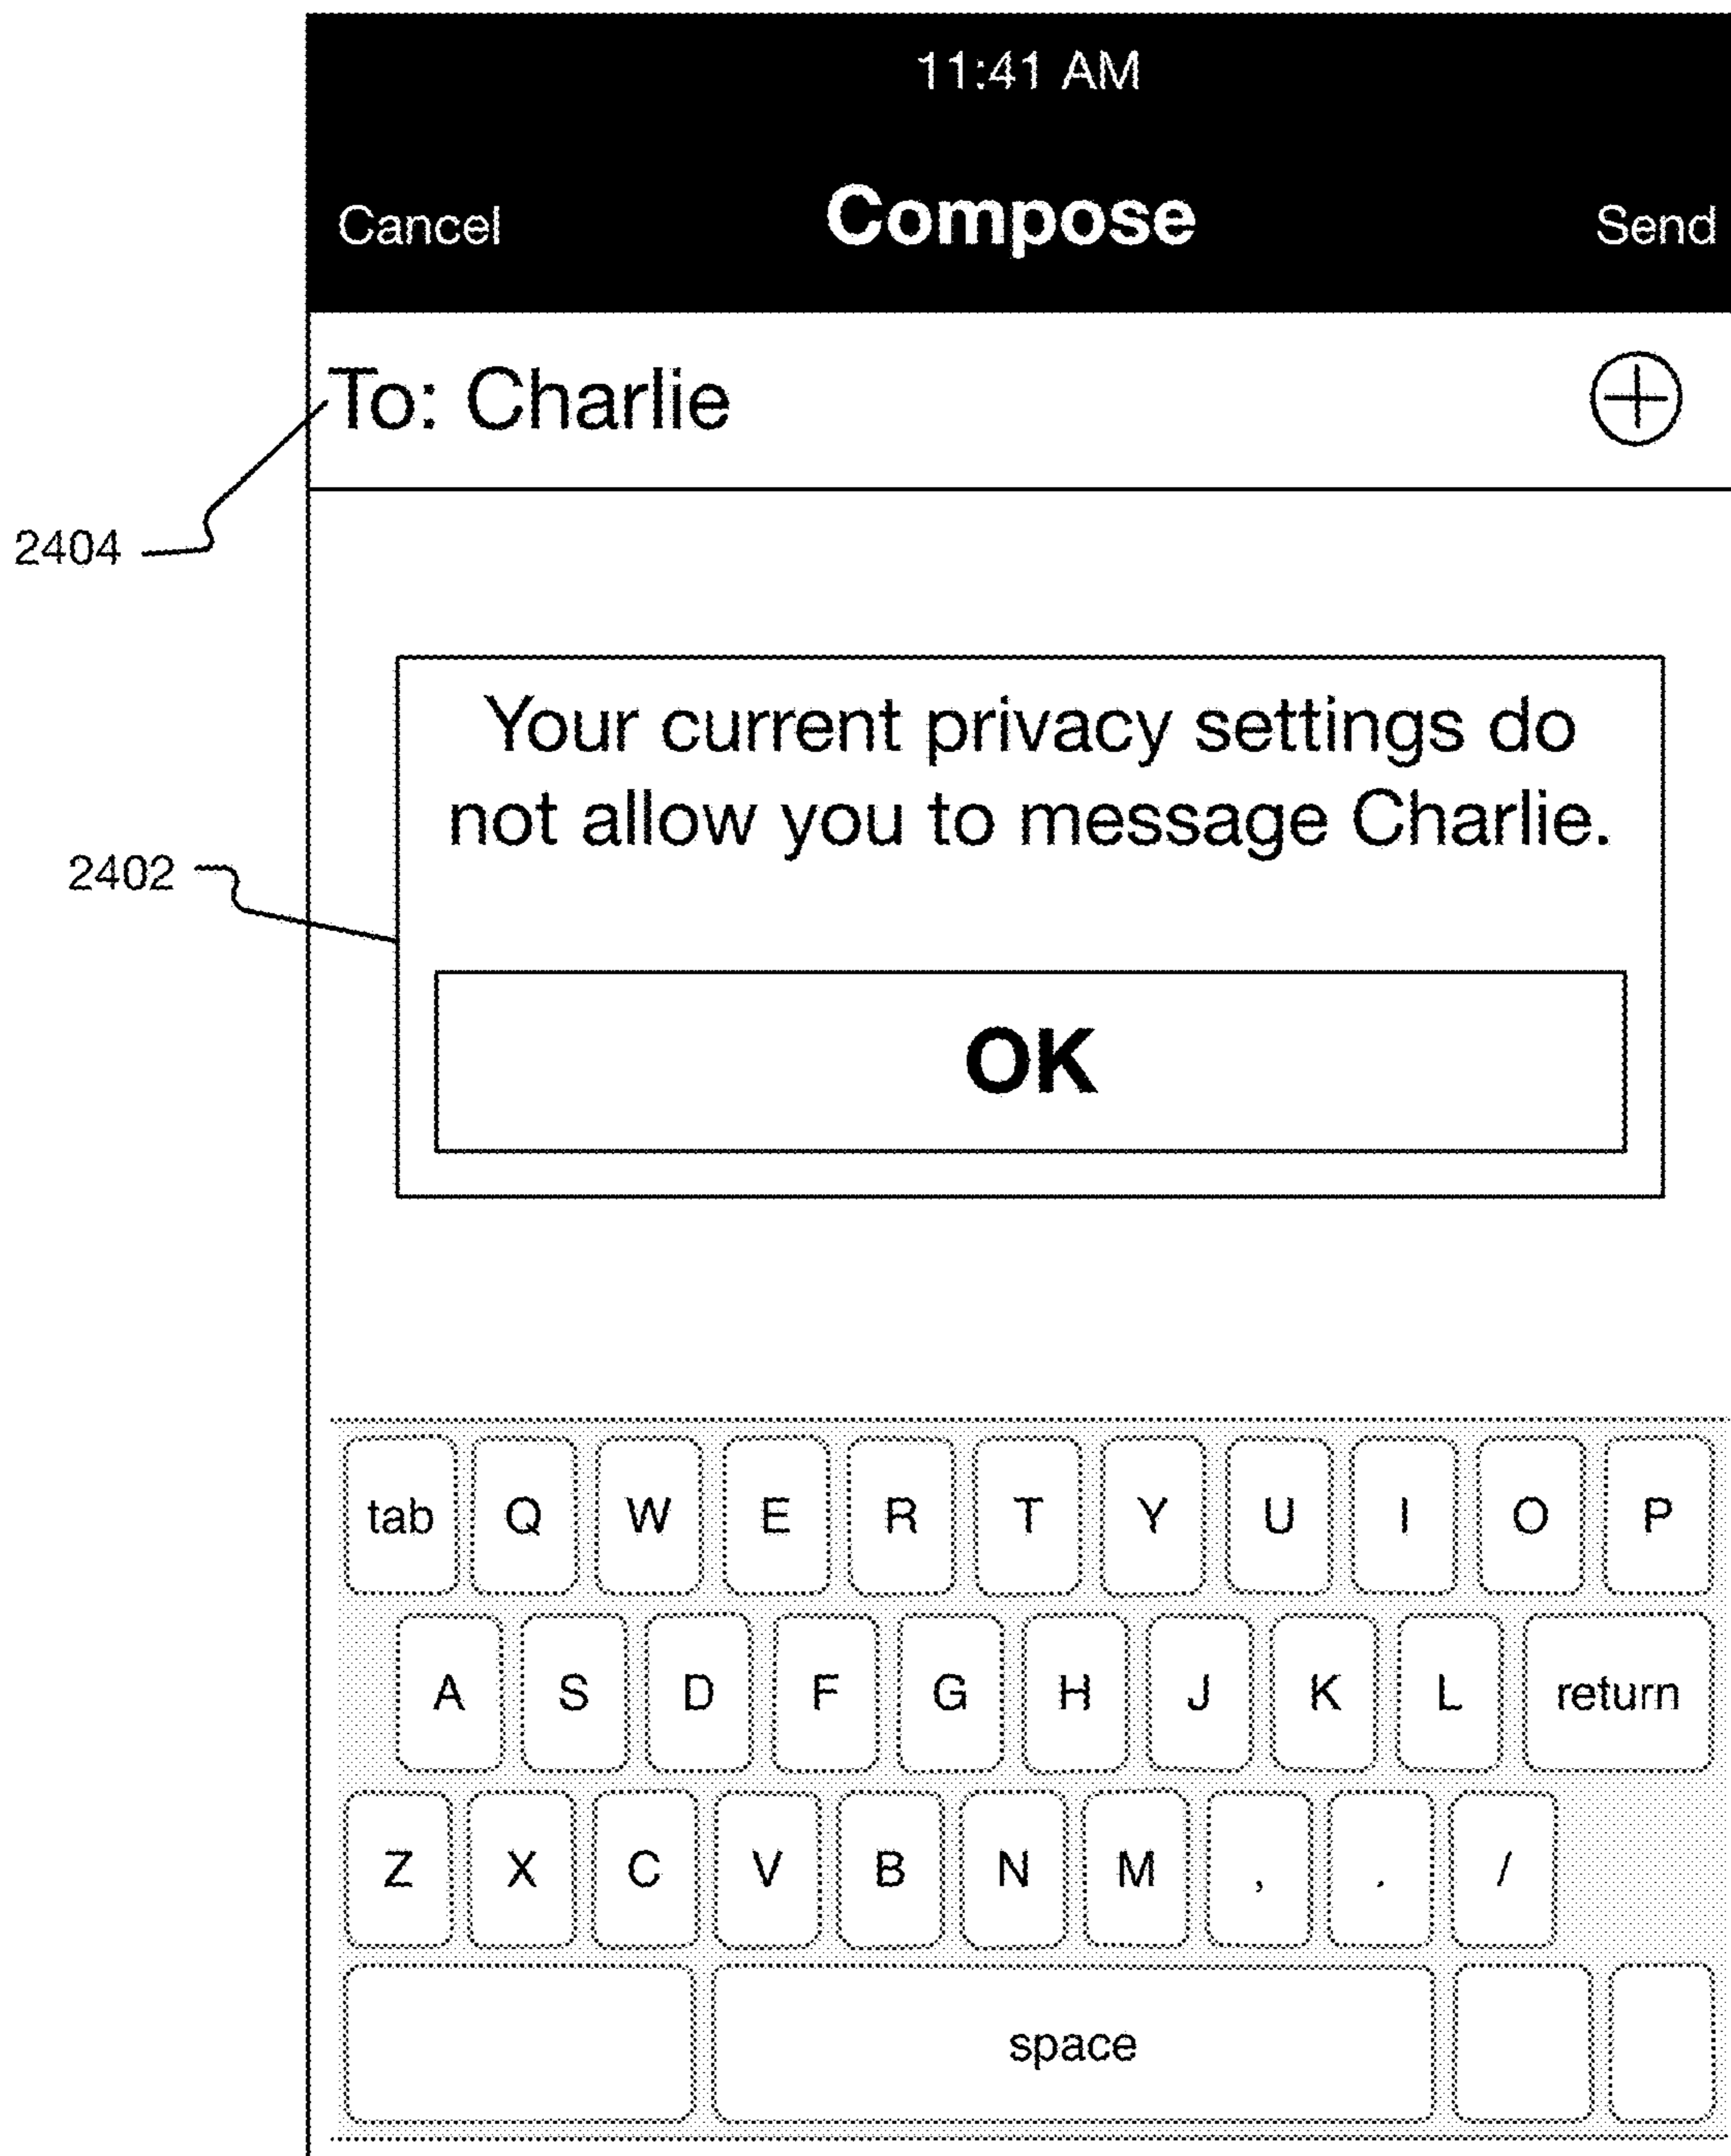 11:41 AM
Cancel Compose Send
To: Charlie
2404
Your current privacy settings do
not allow you to message Charlie.
2402
OK
tab Q W E R T Y U I O P
A S D F G H J K L return
Z X C V B N M , . /
space